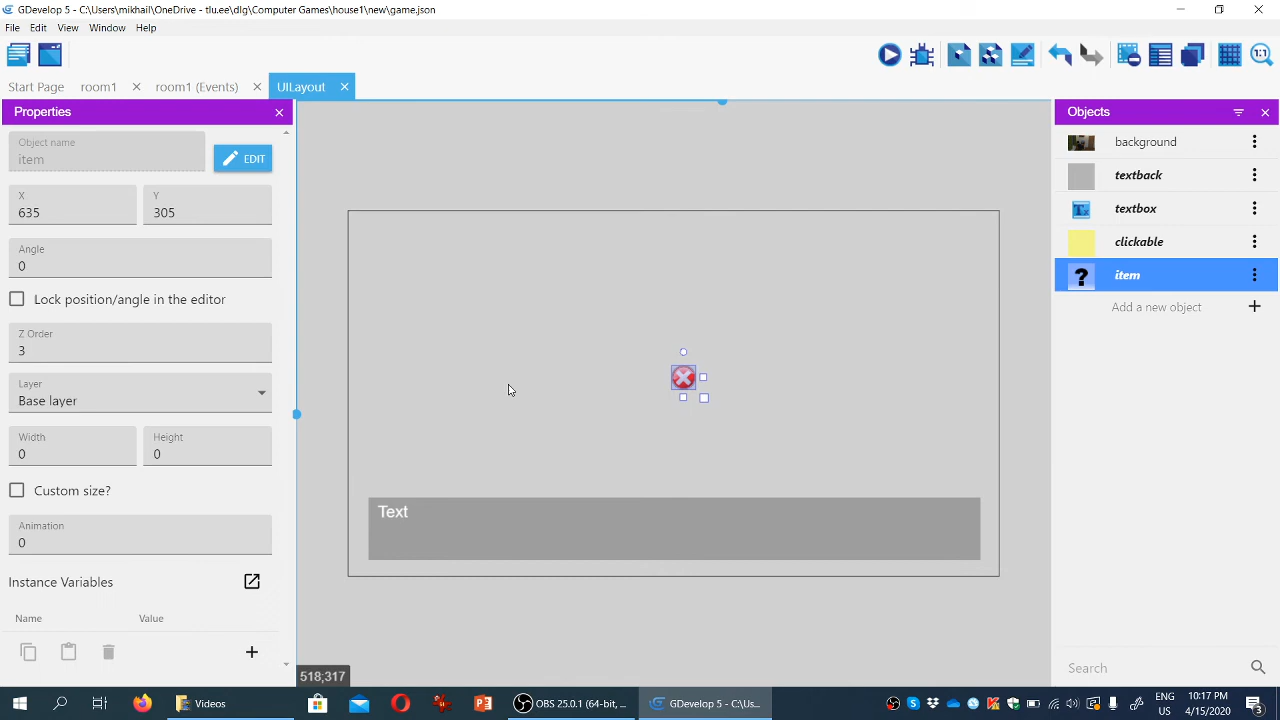 GDevelop 5 - C:\Users\mikhail\OneDrive - tlu.ee\dlg\Computer Games\house1\new\game.json
File Edit View Window Help
1:1
Start Page room1 room1 (Events) UILayout
Properties
Object name
item
EDIT
X
635
Y
305
Angle
0
Lock position/angle in the editor
Z Order
3
Layer
Base layer
Width
0
Height
0
Custom size?
Animation
0
Instance Variables
Name Value
Text
518;317
Objects
background
textback
textbox
clickable
? item
Add a new object
Search
Videos
OBS 25.0.1 (64-bit, ...
GDevelop 5 - C:\Us...
ENG
US
10:17 PM
4/15/2020
3